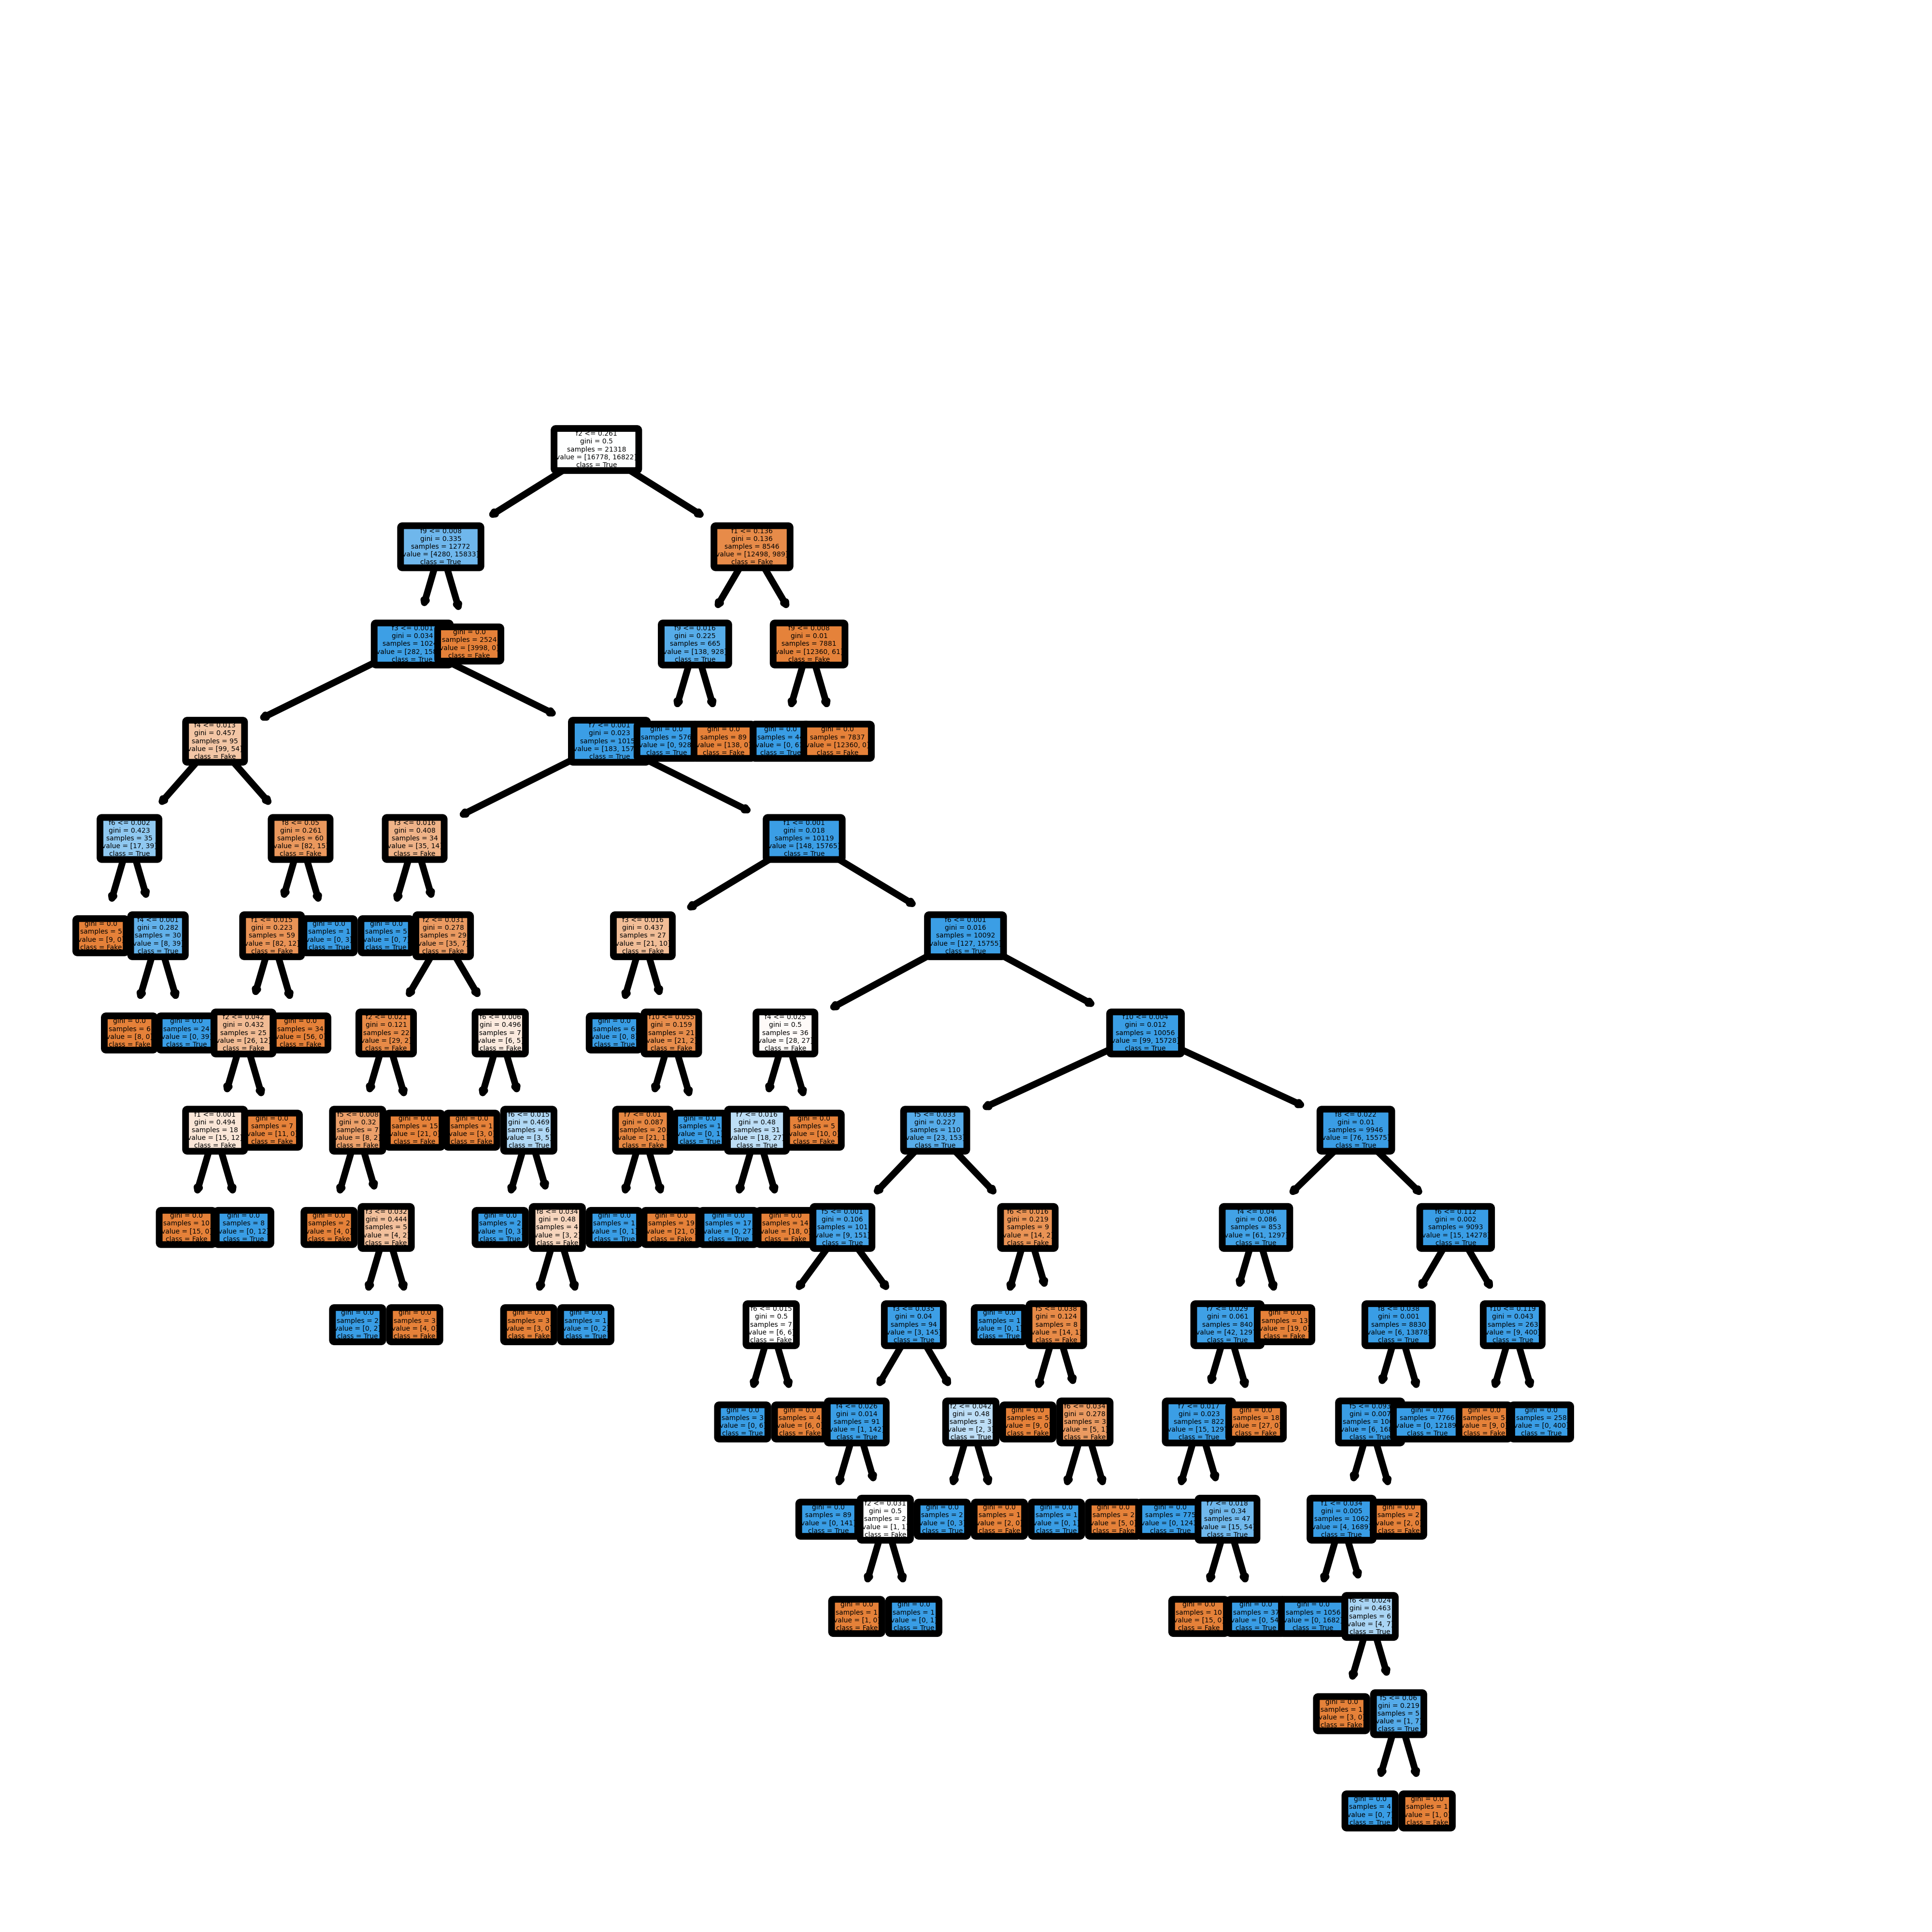 f2 <= 0.261
gini = 0.5
samples = 21318
value = [16778, 16822]
class = True
f9 <= 0.008
gini = 0.335
samples = 12772
value = [4280, 15833]
class = True
f1 <= 0.136
gini = 0.136
samples = 8546
value = [12498, 989]
class = Fake
f3 <= 0.001
gini = 0.034
samples = 102
value = [282, 158
class = True
gini = 0.0
samples = 2524
value = [3998, 0]
class = Fake
f9 <= 0.016
gini = 0.225
samples = 665
value = [138, 928]
class = True
f9 <= 0.008
gini = 0.01
samples = 7881
value = [12360, 61]
class = Fake
f4 <= 0.013
gini = 0.457
samples = 95
value = [99, 54]
class = Fake
f7 <= 0.001
gini = 0.023
samples = 1015
value = [183, 157
class = True
gini = 0.0
samples = 576
value = [0, 928
class = True
gini = 0.0
samples = 89
value = [138, 0
class = Fake
gini = 0.0
samples = 44
value = [0, 6
class = True
gini = 0.0
samples = 7837
value = [12360, 0]
class = Fake
f6 <= 0.002
gini = 0.423
samples = 35
value = [17, 39]
class = True
f8 <= 0.05
gini = 0.261
samples = 60
value = [82, 15]
class = Fake
f3 <= 0.016
gini = 0.408
samples = 34
value = [35, 14]
class = Fake
f1 <= 0.001
gini = 0.018
samples = 10119
value = [148, 15765]
class = True
gini = 0.0
samples = 5
value = [9, 0
class = Fake
f4 <= 0.001
gini = 0.282
samples = 30
value = [8, 39]
class = True
f1 <= 0.015
gini = 0.223
samples = 59
value = [82, 12]
class = Fake
gini = 0.0
samples = 1
value = [0, 3
class = True
gini = 0.0
samples = 5
value = [0, 7
class = True
f2 <= 0.031
gini = 0.278
samples = 29
value = [35, 7]
class = Fake
f3 <= 0.016
gini = 0.437
samples = 27
value = [21, 10]
class = Fake
f6 <= 0.001
gini = 0.016
samples = 10092
value = [127, 15755]
class = True
gini = 0.0
samples = 6
value = [8, 0
class = Fake
gini = 0.0
samples = 24
value = [0, 39
class = True
f2 <= 0.042
gini = 0.432
samples = 25
value = [26, 12]
class = Fake
gini = 0.0
samples = 34
value = [56, 0]
class = Fake
f2 <= 0.021
gini = 0.121
samples = 22
value = [29, 2]
class = Fake
f6 <= 0.006
gini = 0.496
samples = 7
value = [6, 5]
class = Fake
gini = 0.0
samples = 6
value = [0, 8
class = True
f10 <= 0.055
gini = 0.159
samples = 21
value = [21, 2]
class = Fake
f4 <= 0.025
gini = 0.5
samples = 36
value = [28, 27]
class = Fake
f10 <= 0.004
gini = 0.012
samples = 10056
value = [99, 15728]
class = True
f1 <= 0.001
gini = 0.494
samples = 18
value = [15, 12]
class = Fake
gini = 0.0
samples = 7
value = [11, 0]
class = Fake
f5 <= 0.008
gini = 0.32
samples = 7
value = [8, 2]
class = Fake
gini = 0.0
samples = 15
value = [21, 0
class = Fake
gini = 0.0
samples = 1
value = [3, 0
class = Fake
f6 <= 0.015
gini = 0.469
samples = 6
value = [3, 5]
class = True
f7 <= 0.01
gini = 0.087
samples = 20
value = [21, 1]
class = Fake
gini = 0.0
samples = 1
value = [0, 1
class = True
f7 <= 0.016
gini = 0.48
samples = 31
value = [18, 27]
class = True
gini = 0.0
samples = 5
value = [10, 0]
class = Fake
f5 <= 0.033
gini = 0.227
samples = 110
value = [23, 153]
class = True
f8 <= 0.022
gini = 0.01
samples = 9946
value = [76, 15575]
class = True
gini = 0.0
samples = 10
value = [15, 0
class = Fake
gini = 0.0
samples = 8
value = [0, 12]
class = True
gini = 0.0
samples = 2
value = [4, 0
class = Fake
f3 <= 0.032
gini = 0.444
samples = 5
value = [4, 2]
class = Fake
gini = 0.0
samples = 2
value = [0, 3
class = True
f8 <= 0.034
gini = 0.48
samples = 4
value = [3, 2]
class = Fake
gini = 0.0
samples = 1
value = [0, 1
class = True
gini = 0.0
samples = 19
value = [21, 0
class = Fake
gini = 0.0
samples = 17
value = [0, 27
class = True
gini = 0.0
samples = 14
value = [18, 0
class = Fake
f5 <= 0.001
gini = 0.106
samples = 101
value = [9, 151]
class = True
f6 <= 0.016
gini = 0.219
samples = 9
value = [14, 2]
class = Fake
f4 <= 0.04
gini = 0.086
samples = 853
value = [61, 1297]
class = True
f6 <= 0.112
gini = 0.002
samples = 9093
value = [15, 14278]
class = True
gini = 0.0
samples = 2
value = [0, 2
class = True
gini = 0.0
samples = 3
value = [4, 0]
class = Fake
gini = 0.0
samples = 3
value = [3, 0
class = Fake
gini = 0.0
samples = 1
value = [0, 2]
class = True
f6 <= 0.015
gini = 0.5
samples = 7
value = [6, 6]
class = Fake
f3 <= 0.035
gini = 0.04
samples = 94
value = [3, 145]
class = True
gini = 0.0
samples = 1
value = [0, 1
class = True
f5 <= 0.038
gini = 0.124
samples = 8
value = [14, 1]
class = Fake
f7 <= 0.029
gini = 0.061
samples = 840
value = [42, 129
class = True
gini = 0.0
samples = 13
value = [19, 0]
class = Fake
f8 <= 0.038
gini = 0.001
samples = 8830
value = [6, 13878]
class = True
f10 <= 0.119
gini = 0.043
samples = 263
value = [9, 400]
class = True
gini = 0.0
samples = 3
value = [0, 6
class = True
gini = 0.0
samples = 4
value = [6, 0
class = Fake
f4 <= 0.026
gini = 0.014
samples = 91
value = [1, 142]
class = True
f2 <= 0.042
gini = 0.48
samples = 3
value = [2, 3]
class = True
gini = 0.0
samples = 5
value = [9, 0
class = Fake
f6 <= 0.034
gini = 0.278
samples = 3
value = [5, 1]
class = Fake
f7 <= 0.017
gini = 0.023
samples = 822
value = [15, 129
class = True
gini = 0.0
samples = 18
value = [27, 0]
class = Fake
f5 <= 0.093
gini = 0.007
samples = 10
value = [6, 16
class = True
gini = 0.0
samples = 7766
value = [0, 12189
class = True
gini = 0.0
samples = 5
value = [9, 0
class = Fake
gini = 0.0
samples = 258
value = [0, 400]
class = True
gini = 0.0
samples = 89
value = [0, 141
class = True
f2 <= 0.031
gini = 0.5
samples = 2
value = [1, 1]
class = Fake
gini = 0.0
samples = 2
value = [0, 3
class = True
gini = 0.0
samples = 1
value = [2, 0
class = Fake
gini = 0.0
samples = 1
value = [0, 1
class = True
gini = 0.0
samples = 2
value = [5, 0
class = Fake
gini = 0.0
samples = 775
value = [0, 124
class = True
f7 <= 0.018
gini = 0.34
samples = 47
value = [15, 54]
class = True
f1 <= 0.034
gini = 0.005
samples = 1062
value = [4, 1689]
class = True
gini = 0.0
samples = 2
value = [2, 0]
class = Fake
gini = 0.0
samples = 1
value = [1, 0
class = Fake
gini = 0.0
samples = 1
value = [0, 1]
class = True
gini = 0.0
samples = 10
value = [15, 0
class = Fake
gini = 0.0
samples = 37
value = [0, 54
class = True
gini = 0.0
samples = 1056
value = [0, 1682
class = True
f6 <= 0.024
gini = 0.463
samples = 6
value = [4, 7]
class = True
gini = 0.0
samples = 1
value = [3, 0
class = Fake
f5 <= 0.06
gini = 0.219
samples = 5
value = [1, 7]
class = True
gini = 0.0
samples = 4
value = [0, 7
class = True
gini = 0.0
samples = 1
value = [1, 0]
class = Fake